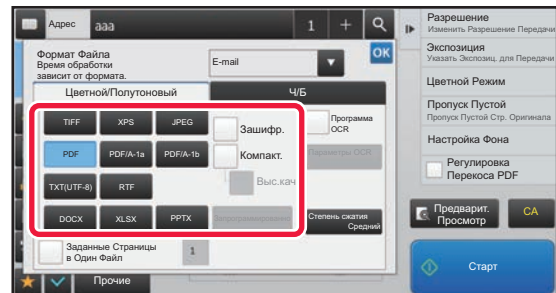 Адрес
aaa
1
Формат Файла
Время обработки
зависит от формата.
E-mail
OK
Цветной/Полутоновый
Ч/Б
TIFF
XPS
JPEG
Зашифр.
Программа
OCR
PDF
PDF/A-1a
PDF/A-1b
Компакт.
Параметры OCR
TXT(UTF-8)
RTF
Выс.кач
DOCX
XLSX
PPTX
Степень сжатия
Средний
Заданные Страницы
в Один Файл
1
Прочие
Разрешение
Изменить Разрешение Передачи
Экспозиция
Указать Экспозиц. для Передачи
Цветной Режим
Пропуск Пустой
Пропуск Пустой Стр. Оригинала
Настройка Фона
Регулировка
Перекоса PDF
Предварит.
Просмотр
CA
Старт